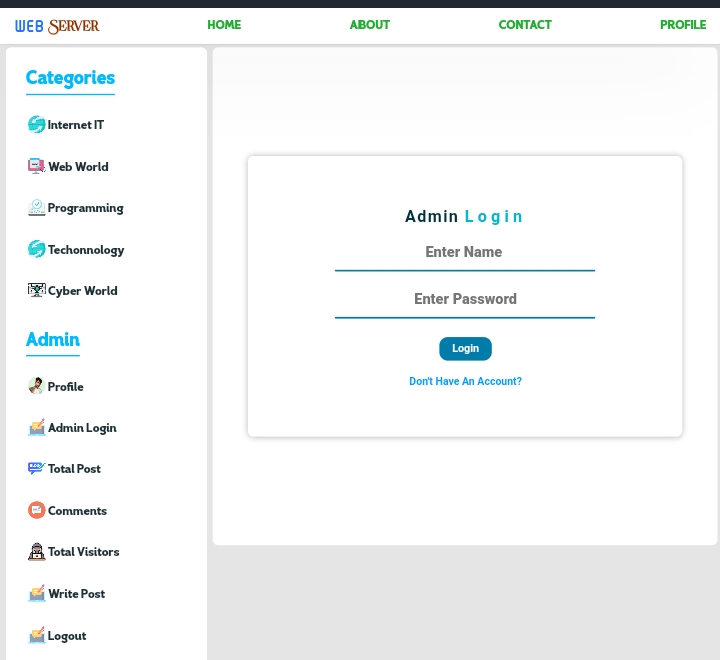 WEB SERVER
HOME
ABOUT
CONTACT
PROFILE
Categories
Internet IT
Web World
Programming
Techonnology
Cyber World
Admin
Profile
Admin Login
Total Post
Comments
Total Visitors
Write Post
Logout
Admin Login
Enter Name
Enter Password
Login
Don't Have An Account?